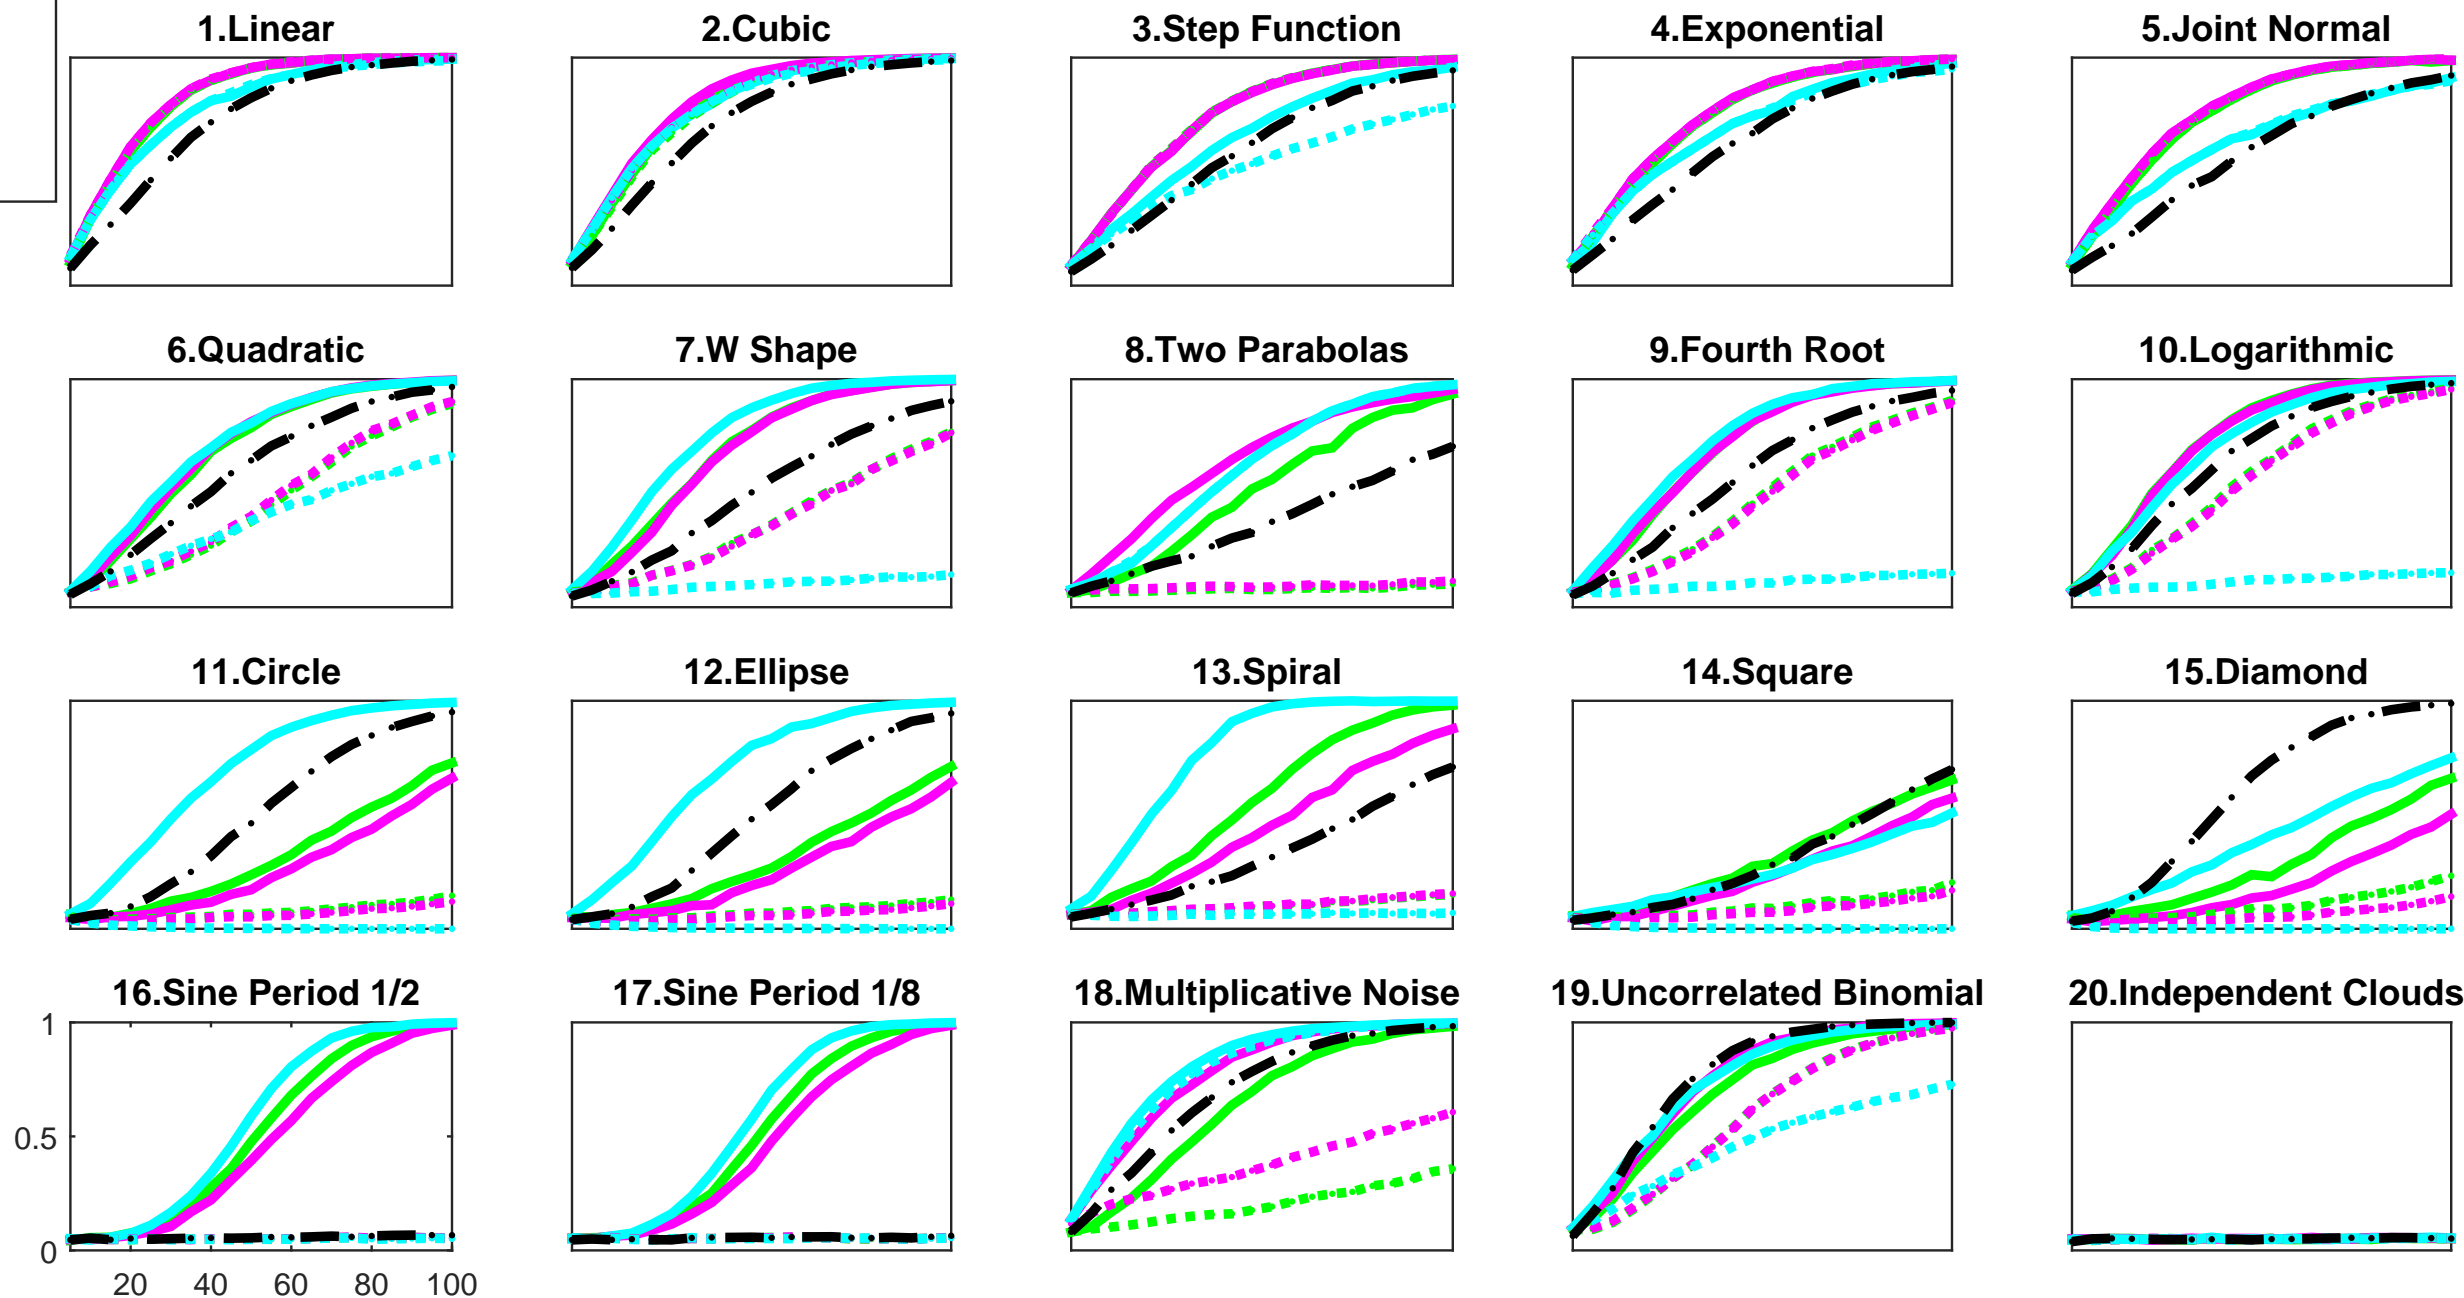 1.Linear
2.Cubic
3.Step Function
4.Exponential
5.Joint Normal
6.Quadratic
7.W Shape
8.Two Parabolas
9.Fourth Root
10.Logarithmic
11.Circle
12.Ellipse
13.Spiral
14.Square
15.Diamond
16.Sine Period 1/2
17.Sine Period 1/8
18.Multiplicative Noise
19.Uncorrelated Binomial
20.Independent Clouds
1
0.5
0
20 40 60 80 100